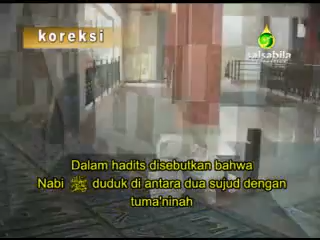 koreksi
salsabila
Dalam hadits disebutkan bahwa
Nabi ﷺ duduk di antara dua sujud dengan
tuma'ninah